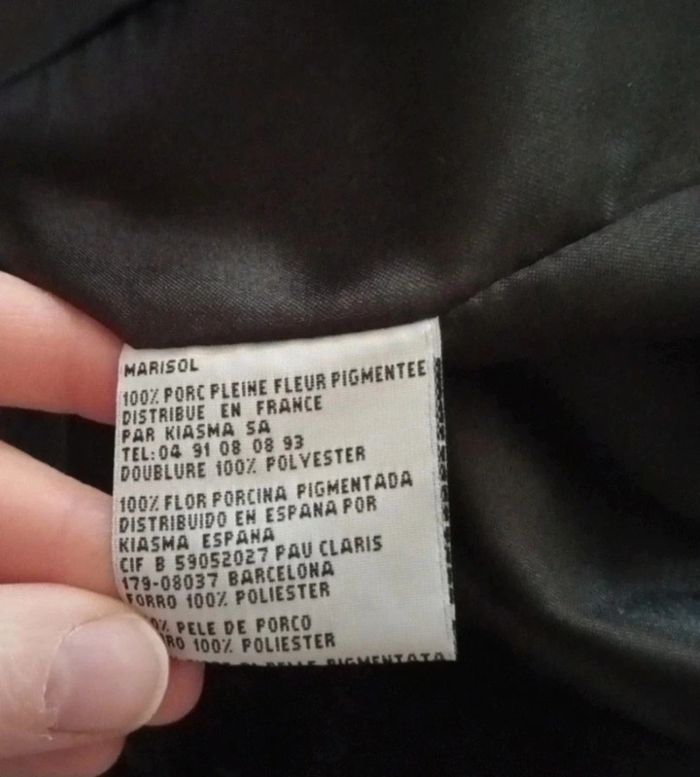 MARISOL
100% PORC PLEINE FLEUR PIGMENTEE
DISTRIBUE EN FRANCE
PAR KIASMA SA
TEL:04 91 08 08 93
DOUBLURE 100% POLYESTER
100% FLOR PORCINA PIGMENTADA
DISTRIBUIDO EN ESPANA POR
KIASMA ESPANA
CIF B 59052027 PAU CLARIS
179-08037 BARCELONA
FORRO 100% POLIESTER
PELE DE PORCO
100% POLIESTER
PIGMENTATA